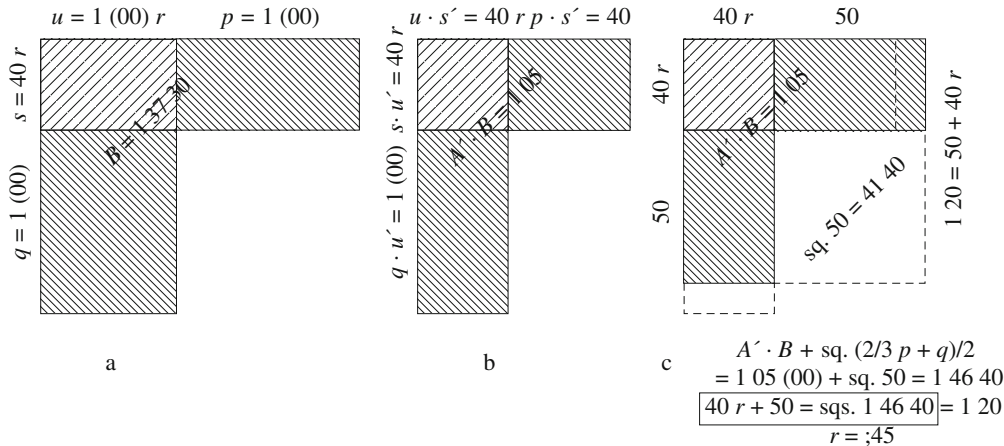 u = 1 (00) r
p = 1 (00)
s = 40 r
q = 1 (00)
B = 1 37 30
a
u · s´ = 40 r p · s´ = 40
s· u´ = 40 r
q · u´ = 1 (00)
A´ · B = 1 05
b
40 r
50
40 r
50
A´ · B = 1 05
sq. 50 = 41 40
1 20 = 50 + 40 r
c
A´ · B + sq. (2/3 p + q)/2
= 1 05 (00) + sq. 50 = 1 46 40
40 r + 50 = sqs. 1 46 40 = 1 20
r = ;45